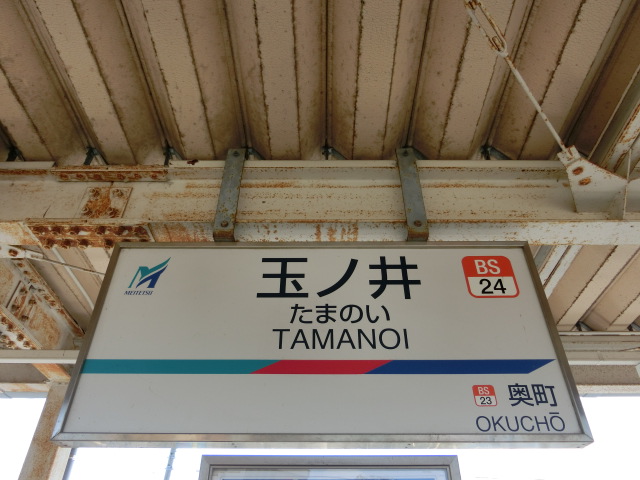 MEITETSU
玉ノ井
たまのい
TAMANOI
BS
24
BS
23
奥町
OKUCHŌ